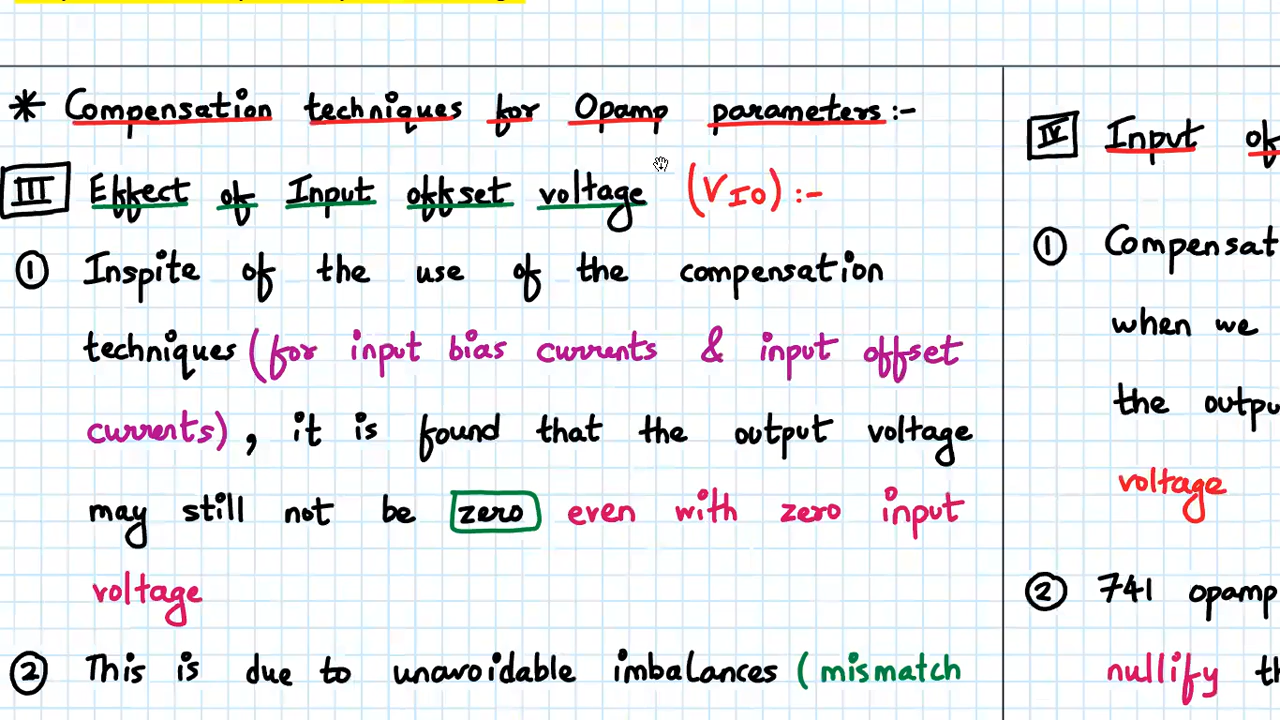 * Compensation techniques for Opamp parameters :-
III Effect of Input offset voltage (VIO) :-
① Inspite of the use of the compensation
techniques (for input bias currents & input offset
currents), it is found that the output voltage
may still not be zero even with zero input
voltage
② This is due to unavoidable imbalances (mismatch
IV Input of
① Compensat
when we
the outpu
voltage
② 741 opamp
nullify th